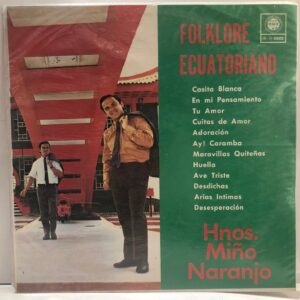 FOLKLORE
ECUATORIANO
Casita Blanca
En mi Pensamiento
Tu Amor
Cuitas de Amor
Adoración
Ay! Caramba
Maravillas Quiteñas
Huella
Ave Triste
Desdichas
Arias Intimas
Desesperación
Hnos.
Miño
Naranjo